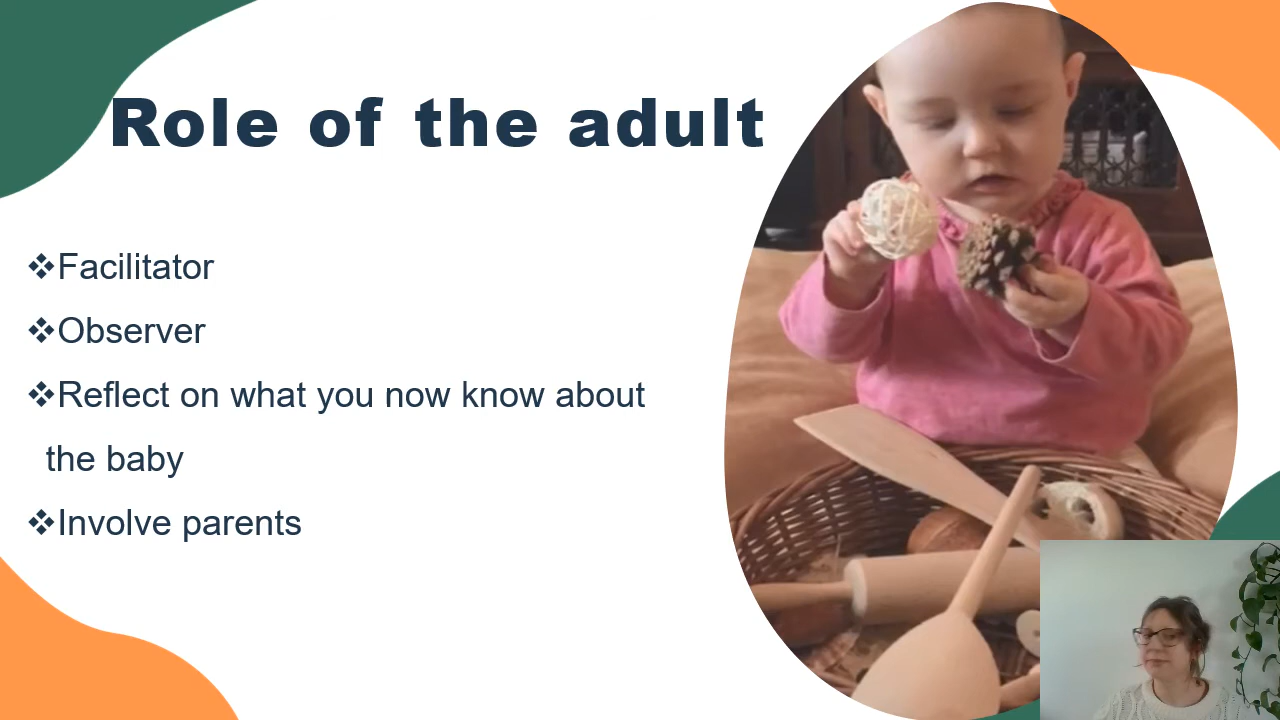 Role of the adult
❖Facilitator
❖Observer
❖Reflect on what you now know about
the baby
❖Involve parents